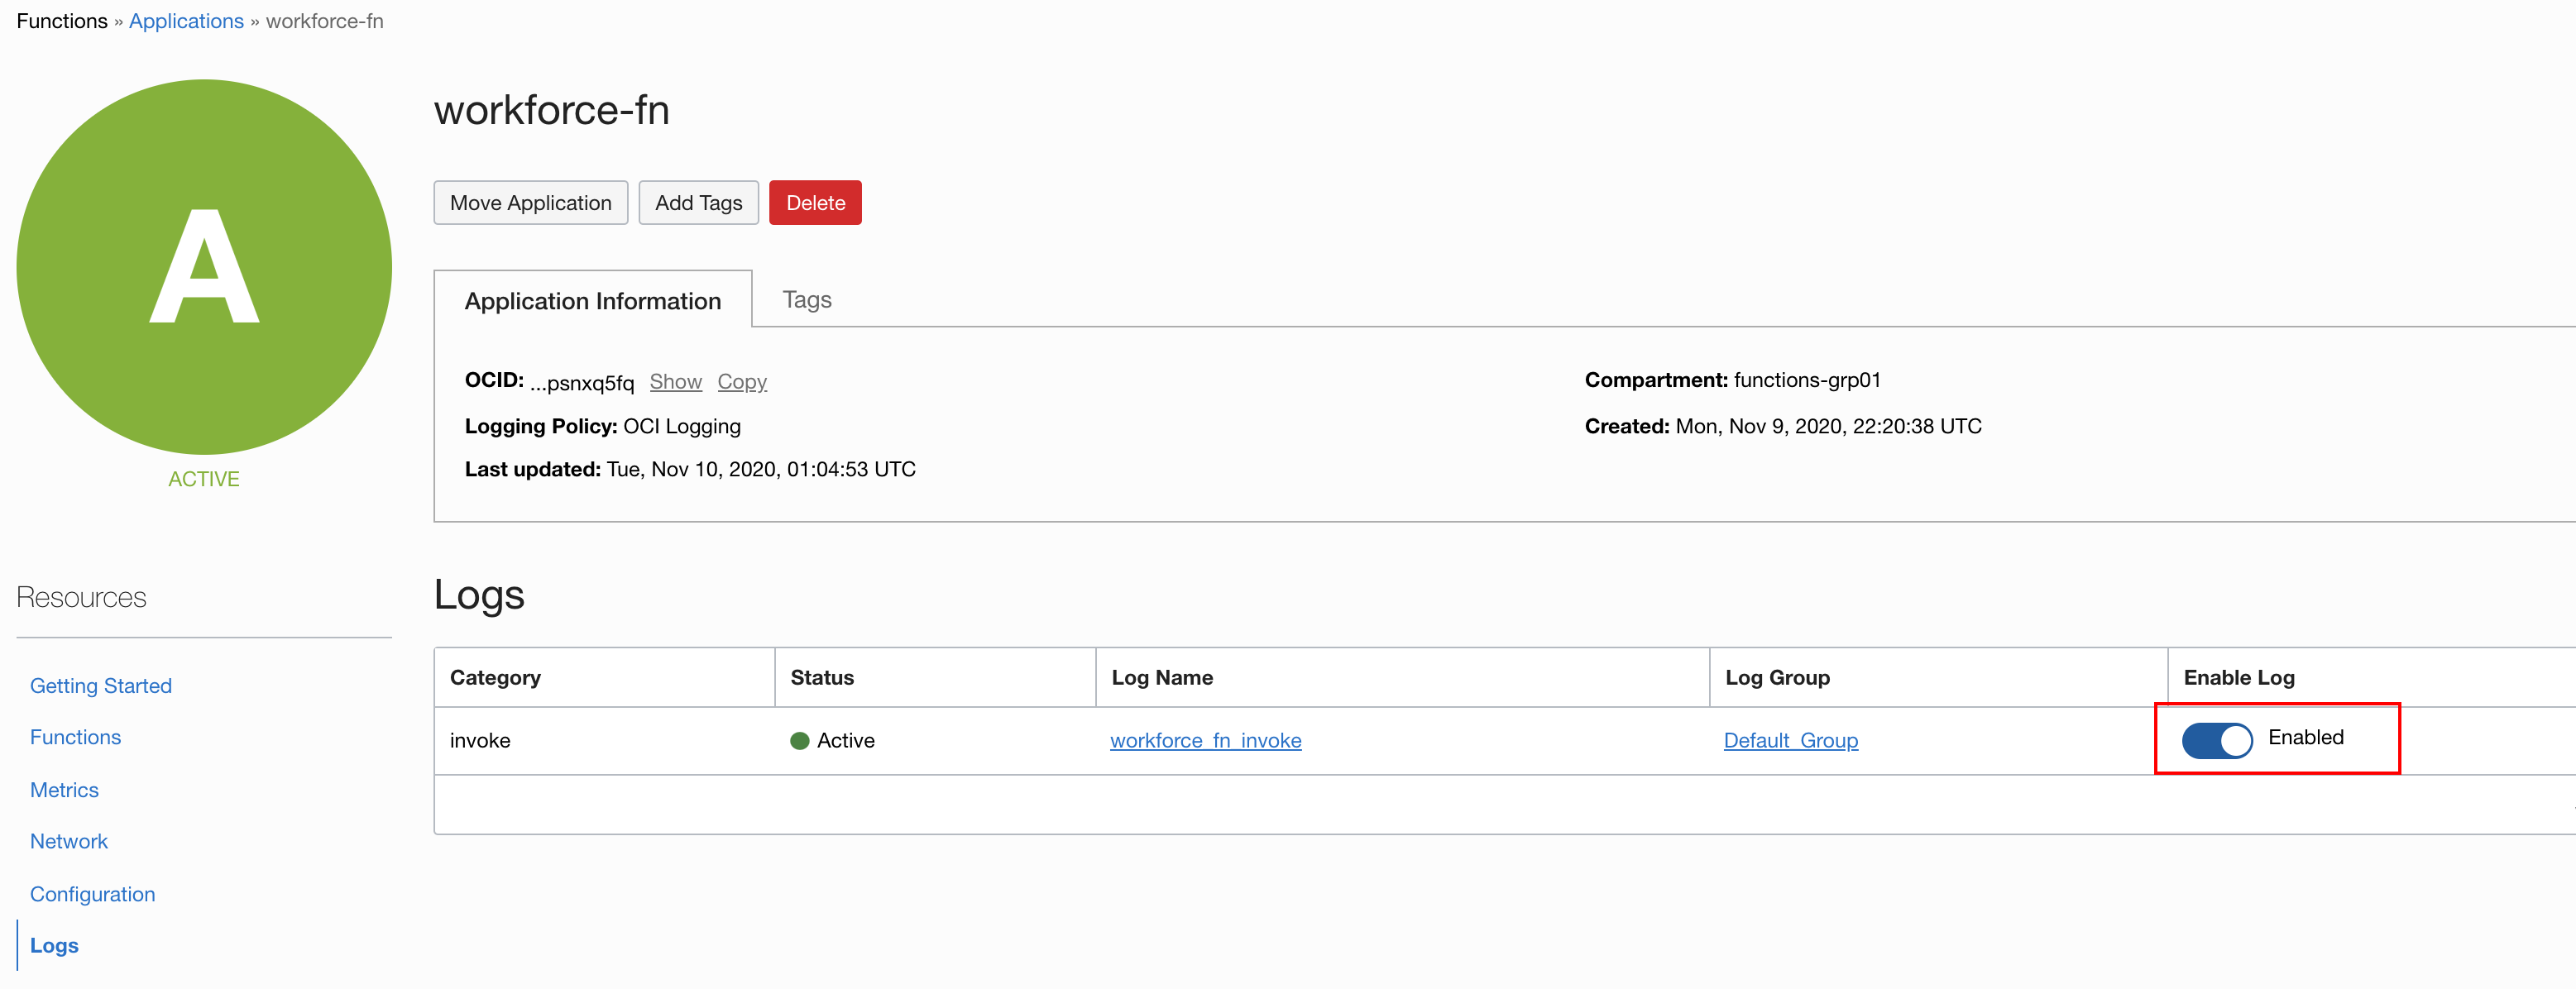 Functions » Applications » workforce-fn
A
ACTIVE
workforce-fn
Move Application Add Tags Delete
Application Information Tags
OCID: ...psnxq5fq Show Copy
Logging Policy: OCI Logging
Last updated: Tue, Nov 10, 2020, 01:04:53 UTC
Compartment: functions-grp01
Created: Mon, Nov 9, 2020, 22:20:38 UTC
Resources
Getting Started
Functions
Metrics
Network
Configuration
Logs
Logs
Category Status Log Name Log Group Enable Log
invoke Active workforce_fn_invoke Default_Group Enabled